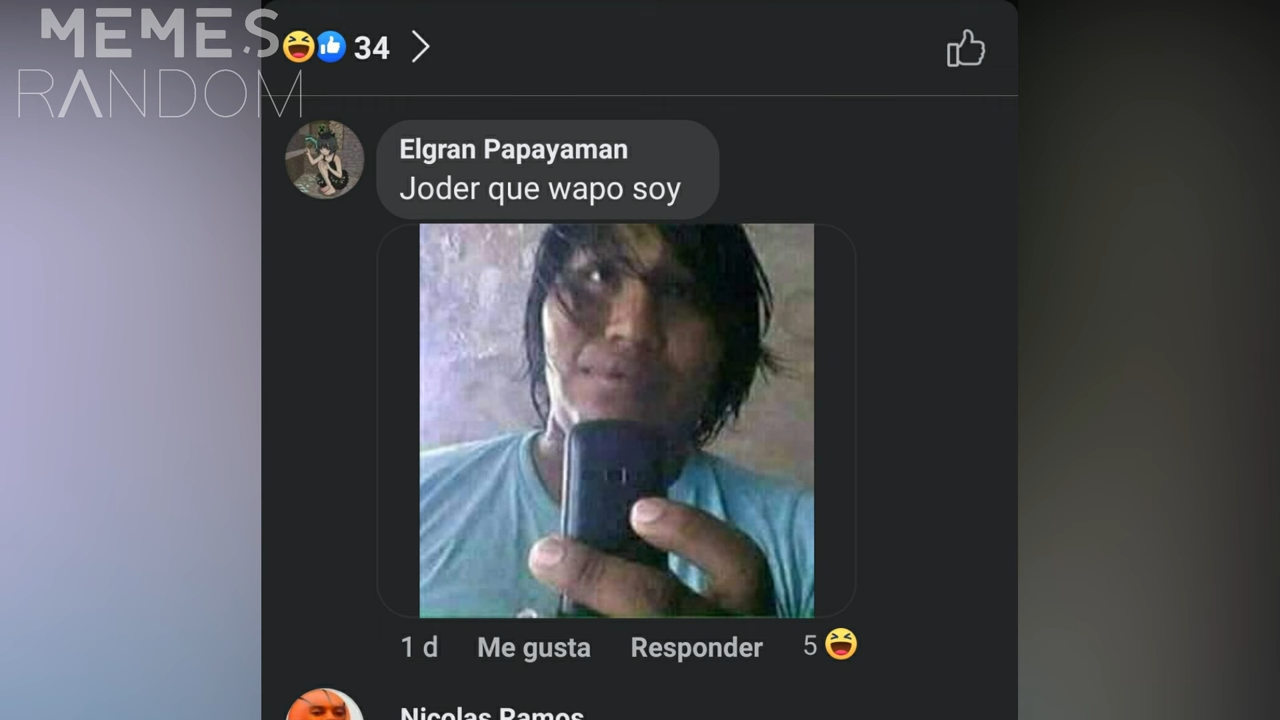 MEMES
RANDOM
34
Elgran Papayaman
Joder que wapo soy
1 d Me gusta Responder 5
Nicolas Ramos